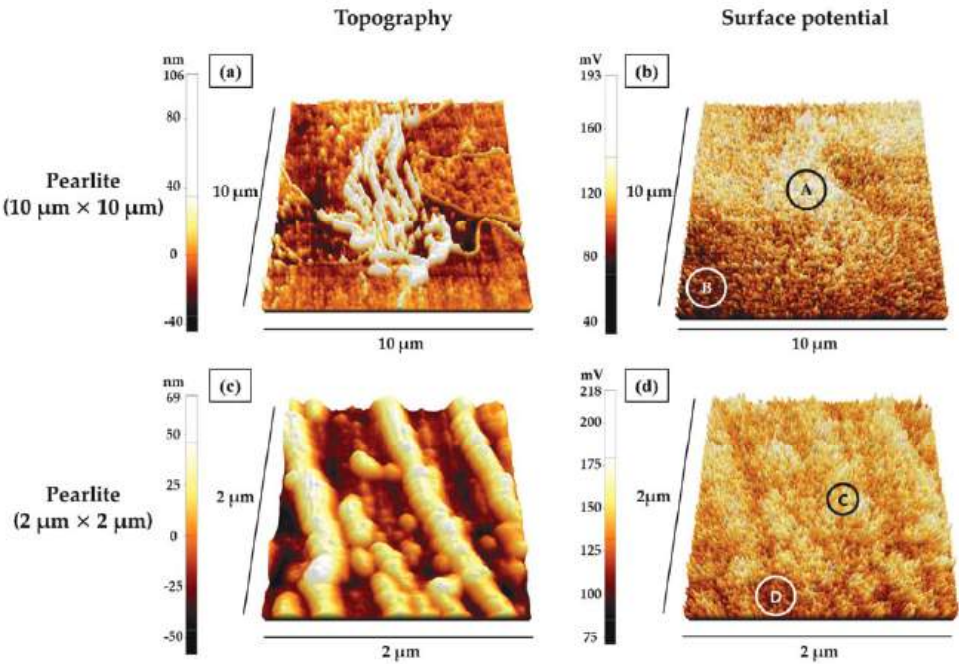 Topography
Surface potential
nm
106
80
40
0
-40
(a)
10 μm
10 μm
mV
193
160
120
80
40
(b)
10 μm
10 μm
A
B
Pearlite
(10 μm × 10 μm)
nm
69
50
25
0
-25
-50
(c)
2 μm
2 μm
mV
218
200
175
150
125
100
75
(d)
2μm
2 μm
C
D
Pearlite
(2 μm × 2 μm)